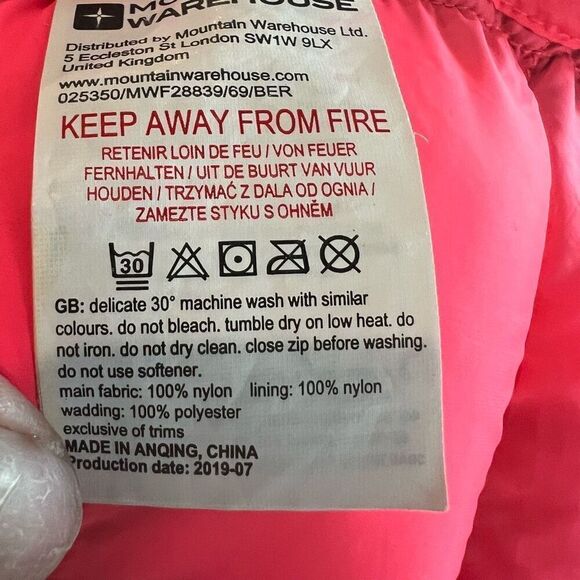 WAREHOUSE
Distributed by Mountain Warehouse Ltd.
5 Eccleston St London SW1W 9LX
United Kingdom
www.mountainwarehouse.com
025350/MWF28839/69/BER
KEEP AWAY FROM FIRE
RETENIR LOIN DE FEU / VON FEUER
FERNHALTEN / UIT DE BUURT VAN VUUR
HOUDEN / TRZYMAĆ Z DALA OD OGNIA /
ZAMEZTE STYKU S OHNĚM
30
GB: delicate 30° machine wash with similar
colours. do not bleach. tumble dry on low heat. do
not iron. do not dry clean. close zip before washing.
do not use softener.
main fabric: 100% nylon lining: 100% nylon
wadding: 100% polyester
exclusive of trims
MADE IN ANQING, CHINA
Production date: 2019-07